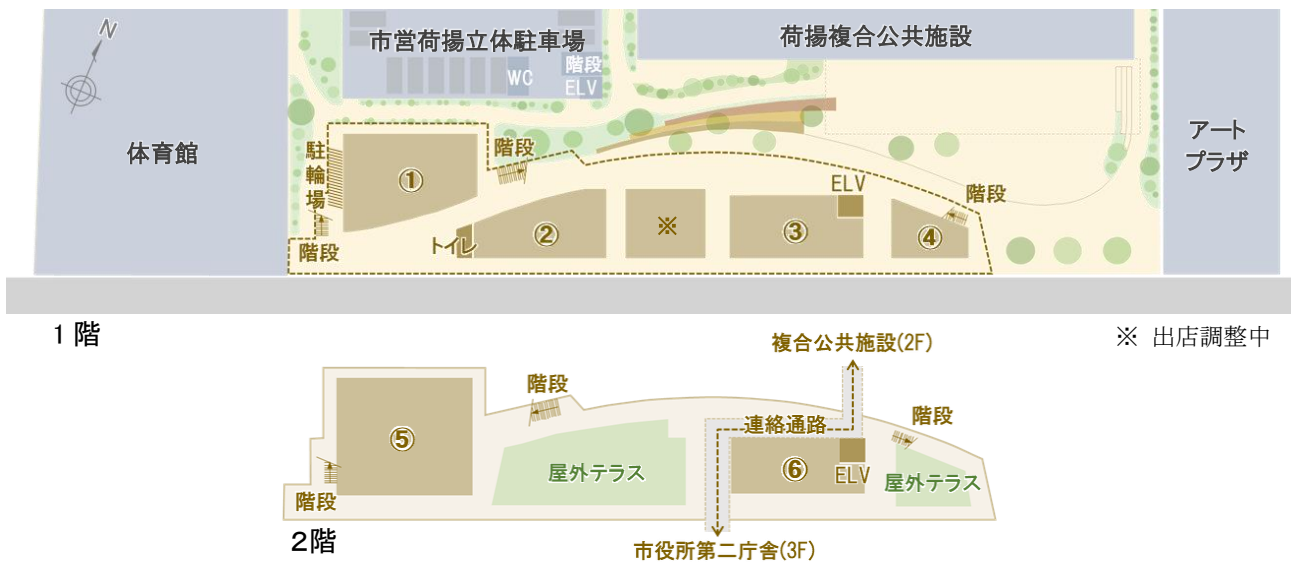 N
市営荷揚立体駐車場
荷揚複合公共施設
WC
階段
ELV
体育館
アート
プラザ
駐輪場
①
階段
ELV
階段
階段
トイレ
②
※
③
④
1階
※ 出店調整中
複合公共施設(2F)
階段
連絡通路
階段
⑤
屋外テラス
⑥
ELV
屋外テラス
階段
2階
市役所第二庁舎(3F)